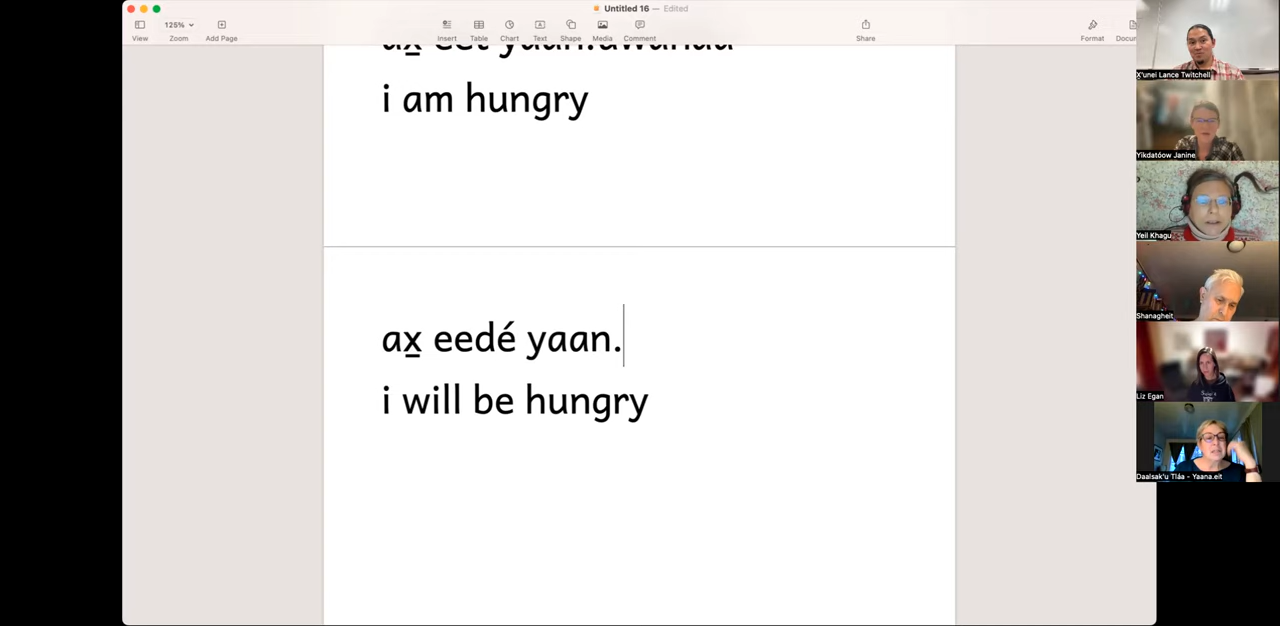 Untitled 16 — Edited
125%
View
Zoom
Add Page
Insert
Table
Chart
Text
Shape
Media
Comment
Share
Format
i am hungry
ax̱ eedé yaan.
i will be hungry
X̱'unei Lance Twitchell
Yikdatóow Janine
Yeil Khagu
Shanagheit
Liz Egan
Daalsak'u Tláa - Yaana.eit